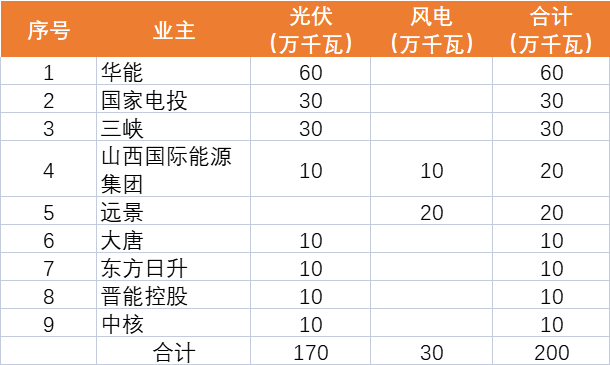 序号 业主 光伏 风电 合计
(万千瓦) (万千瓦) (万千瓦)
1 华能 60 60
2 国家电投 30 30
3 三峡 30 30
4 山西国际能源 10 10 20
集团
5 远景 20 20
6 大唐 10 10
7 东方日升 10 10
8 晋能控股 10 10
9 中核 10 10
合计 170 30 200